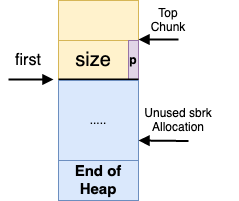 Top
Chunk
size
p
first
.....
Unused sbrk
Allocation
End of
Heap